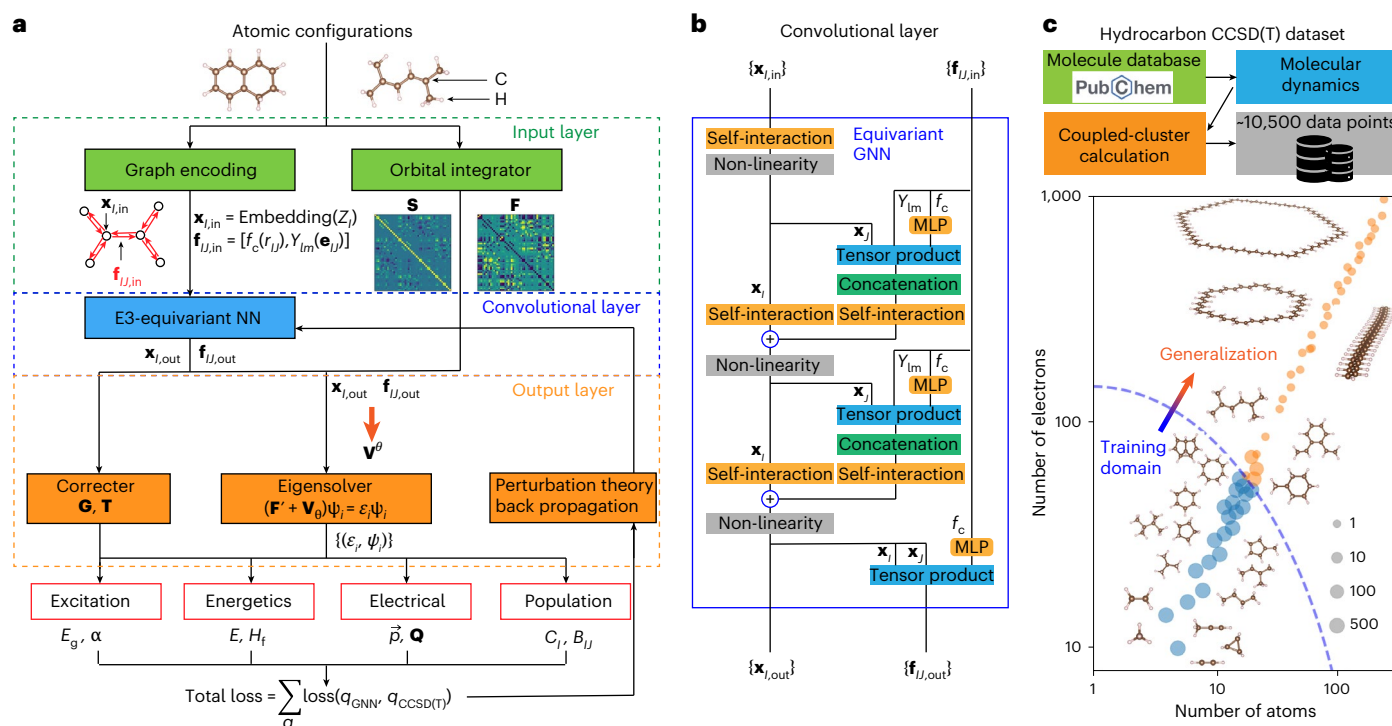 a
Atomic configurations
C
H
Input layer
Graph encoding
Orbital integrator
x_I,in
x_I,in = Embedding(Z_I)
f_IJ,in = [f_c(r_IJ), Y_lm(e_IJ)]
f_IJ,in
S
F
Convolutional layer
E3-equivariant NN
x_I,out f_IJ,out
Output layer
x_I,out f_IJ,out
V^θ
Correcter
G, T
Eigensolver
(F′ + V_θ)ψ_i = ε_iψ_i
Perturbation theory
back propagation
{(ε_i, ψ_i)}
Excitation
Energetics
Electrical
Population
E_g, α
E, H_f
p⃗, Q
C_I, B_IJ
Total loss = ∑ loss(q_GNN, q_CCSD(T))
q
b
Convolutional layer
{x_I,in}
{f_IJ,in}
Equivariant
GNN
Self-interaction
Non-linearity
Y_lm
f_c
MLP
x_J
Tensor product
Concatenation
x_I
Self-interaction
Self-interaction
+
Non-linearity
Y_lm
f_c
MLP
x_J
Tensor product
Concatenation
x_I
Self-interaction
Self-interaction
+
Non-linearity
f_c
MLP
x_I
x_J
Tensor product
{x_I,out}
{f_IJ,out}
c
Hydrocarbon CCSD(T) dataset
Molecule database
PubChem
Molecular
dynamics
Coupled-cluster
calculation
~10,500 data points
1,000
100
10
Number of electrons
Generalization
Training
domain
1
10
100
500
1
10
100
Number of atoms